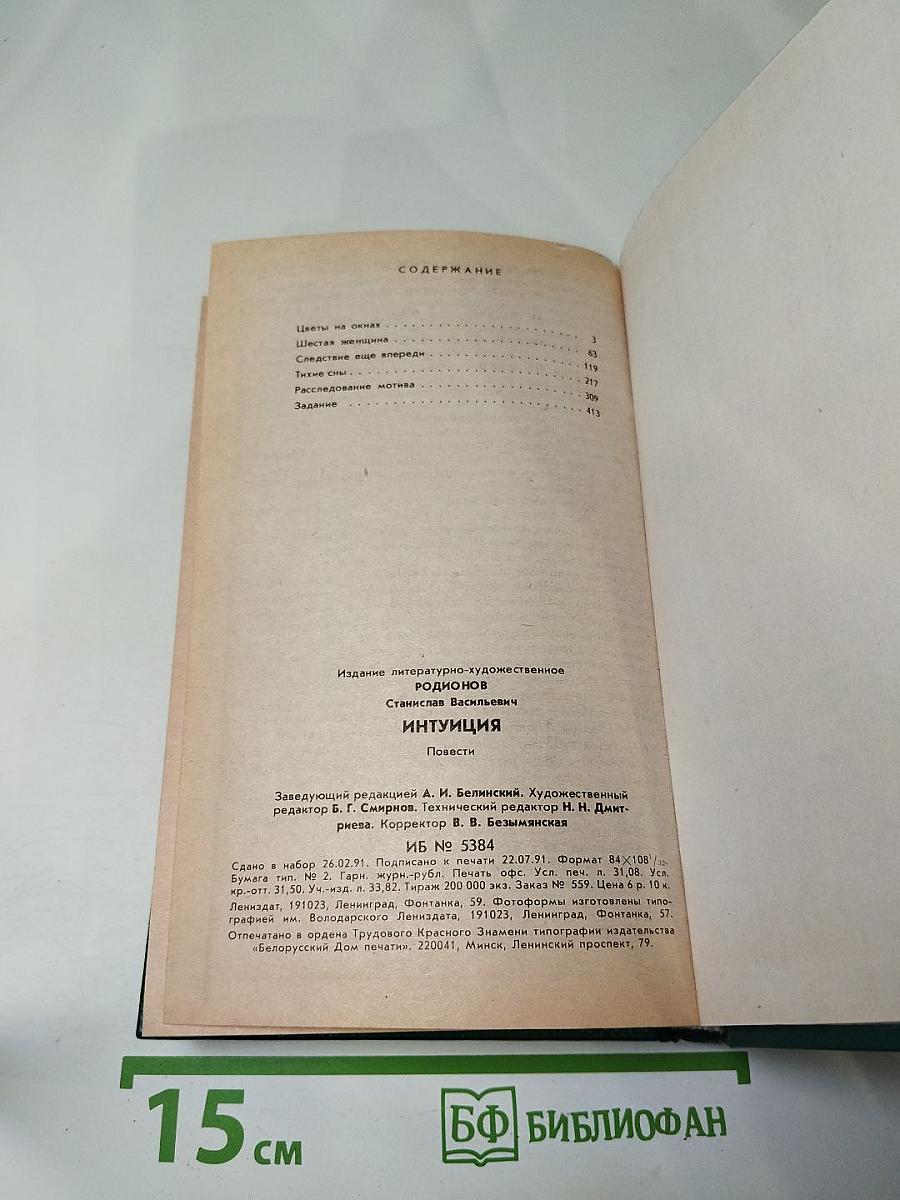 СОДЕРЖАНИЕ
Цветы на окнах . . . . . . . . . . . . . . . . . . . . . 3
Шестая женщина . . . . . . . . . . . . . . . . . . . . . 63
Следствие еще впереди . . . . . . . . . . . . . . . . . 119
Тихие сны . . . . . . . . . . . . . . . . . . . . . . . 217
Расследование мотива . . . . . . . . . . . . . . . . . 309
Задание . . . . . . . . . . . . . . . . . . . . . . . . 413
Издание литературно-художественное
РОДИОНОВ
Станислав Васильевич
ИНТУИЦИЯ
Повести
Заведующий редакцией А. И. Белинский. Художественный
редактор Б. Г. Смирнов. Технический редактор Н. Н. Дмит-
риева. Корректор В. В. Безымянская
ИБ № 5384
Сдано в набор 26.02.91. Подписано к печати 22.07.91. Формат 84×108¹/₃₂.
Бумага тип. № 2. Гарн. журн.-рубл. Печать офс. Усл. печ. л. 31,08. Усл.
кр.-отт. 31,50. Уч.-изд. л. 33,82. Тираж 200 000 экз. Заказ № 559. Цена 6 р. 10 к.
Лениздат, 191023, Ленинград, Фонтанка, 59. Фотоформы изготовлены типо-
графией им. Володарского Лениздата, 191023, Ленинград, Фонтанка, 57.
Отпечатано в ордена Трудового Красного Знамени типографии издательства
«Белорусский Дом печати». 220041, Минск, Ленинский проспект, 79.
15 см
БФ БИБЛИОФАН